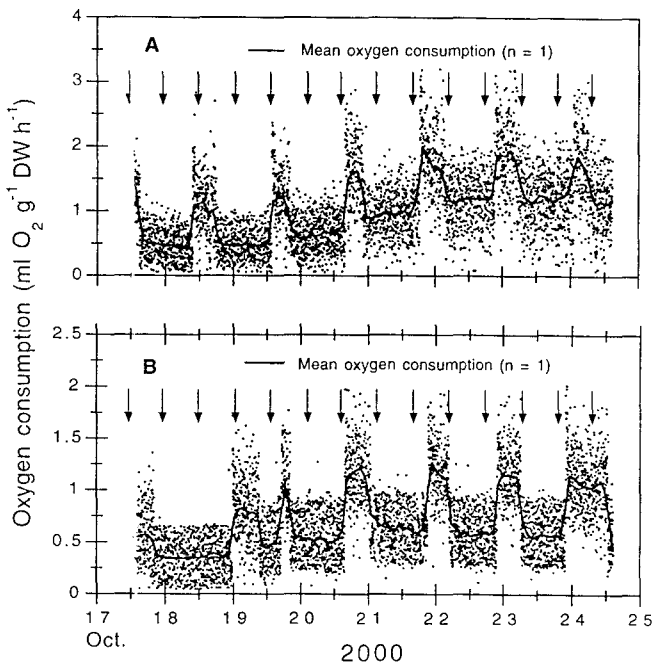 4
A
Mean oxygen consumption (n = 1)
3
2
1
0
Oxygen consumption (ml O2 g-1 DW h-1)
2.5
B
Mean oxygen consumption (n = 1)
2
1.5
1
0.5
0
17 18 19 20 21 22 23 24 25
Oct.
2000